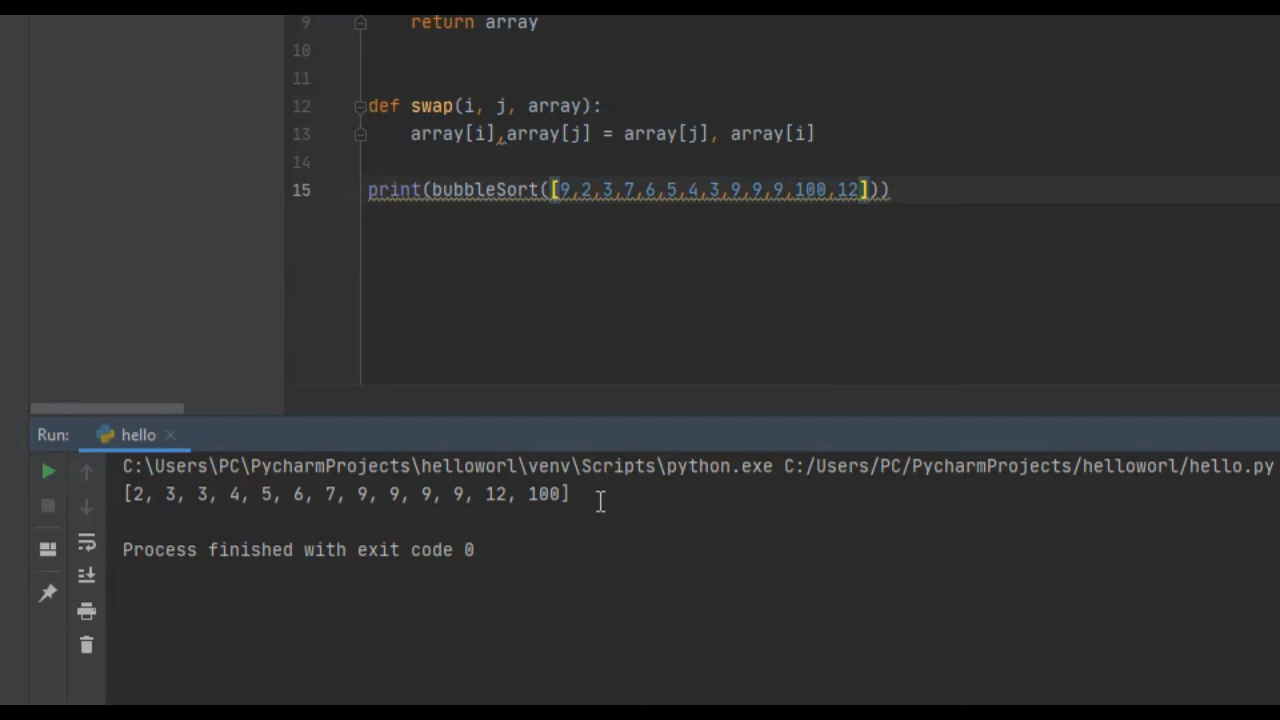 9 return array
10
11
12 def swap(i, j, array):
13 array[i],array[j] = array[j], array[i]
14
15 print(bubbleSort([9,2,3,7,6,5,4,3,9,9,9,100,12]))
Run: hello
C:\Users\PC\PycharmProjects\helloworl\venv\Scripts\python.exe C:/Users/PC/PycharmProjects/helloworl/hello.py
[2, 3, 3, 4, 5, 6, 7, 9, 9, 9, 9, 12, 100]
Process finished with exit code 0